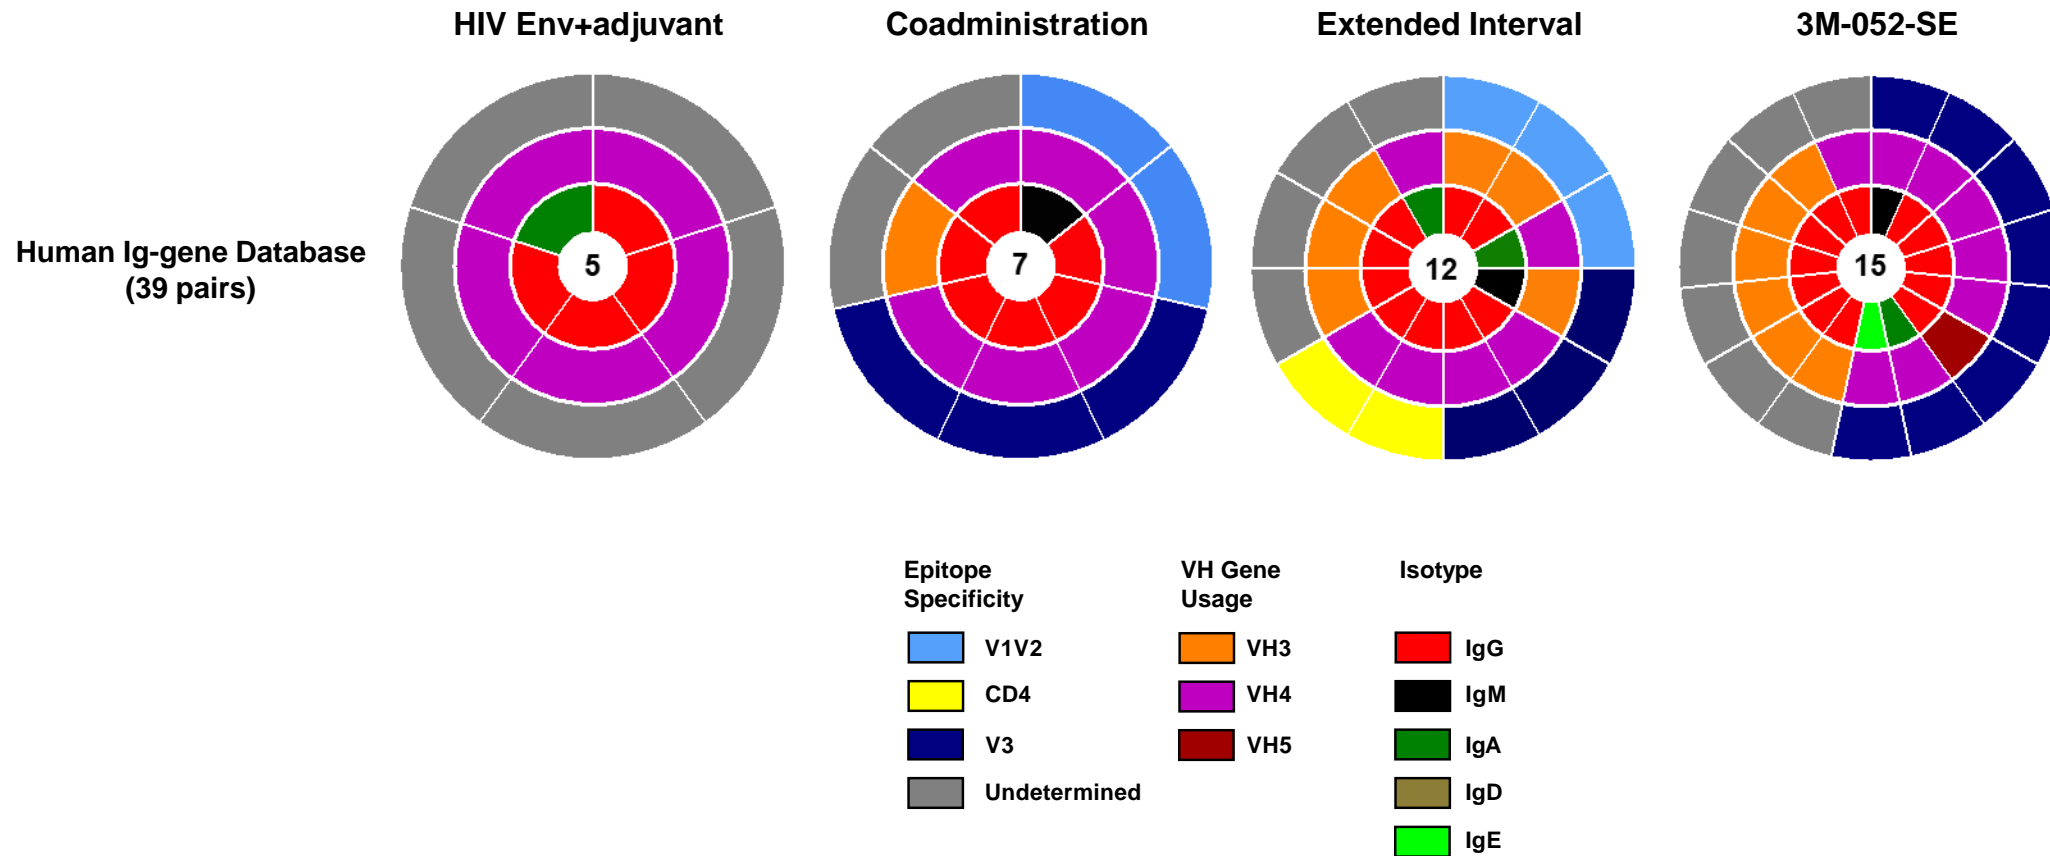 HIV Env+adjuvant
Coadministration
Extended Interval
3M-052-SE
Human Ig-gene Database
(39 pairs)
5
7
12
15
Epitope
Specificity
V1V2
CD4
V3
Undetermined
VH Gene
Usage
VH3
VH4
VH5
Isotype
IgG
IgM
IgA
IgD
IgE